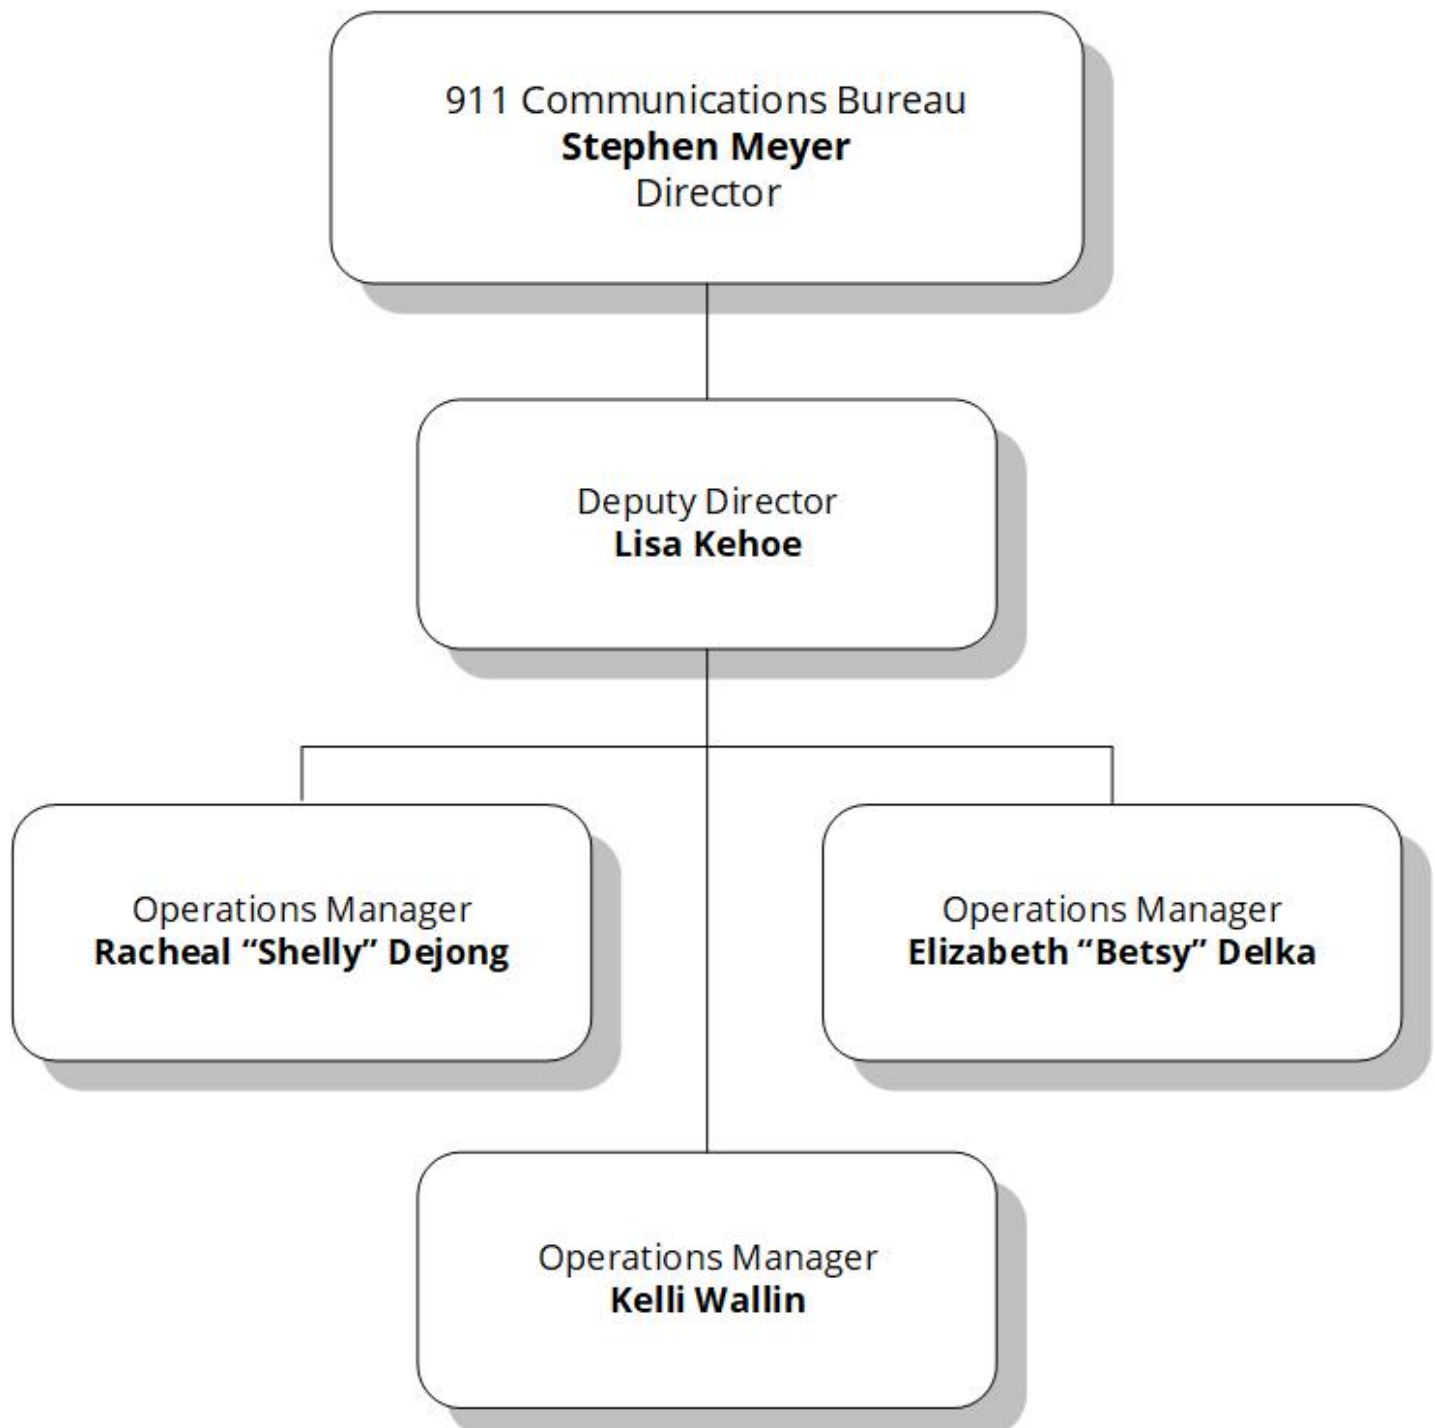 911 Communications Bureau
Stephen Meyer
Director
Deputy Director
Lisa Kehoe
Operations Manager
Racheal “Shelly” Dejong
Operations Manager
Elizabeth “Betsy” Delka
Operations Manager
Kelli Wallin